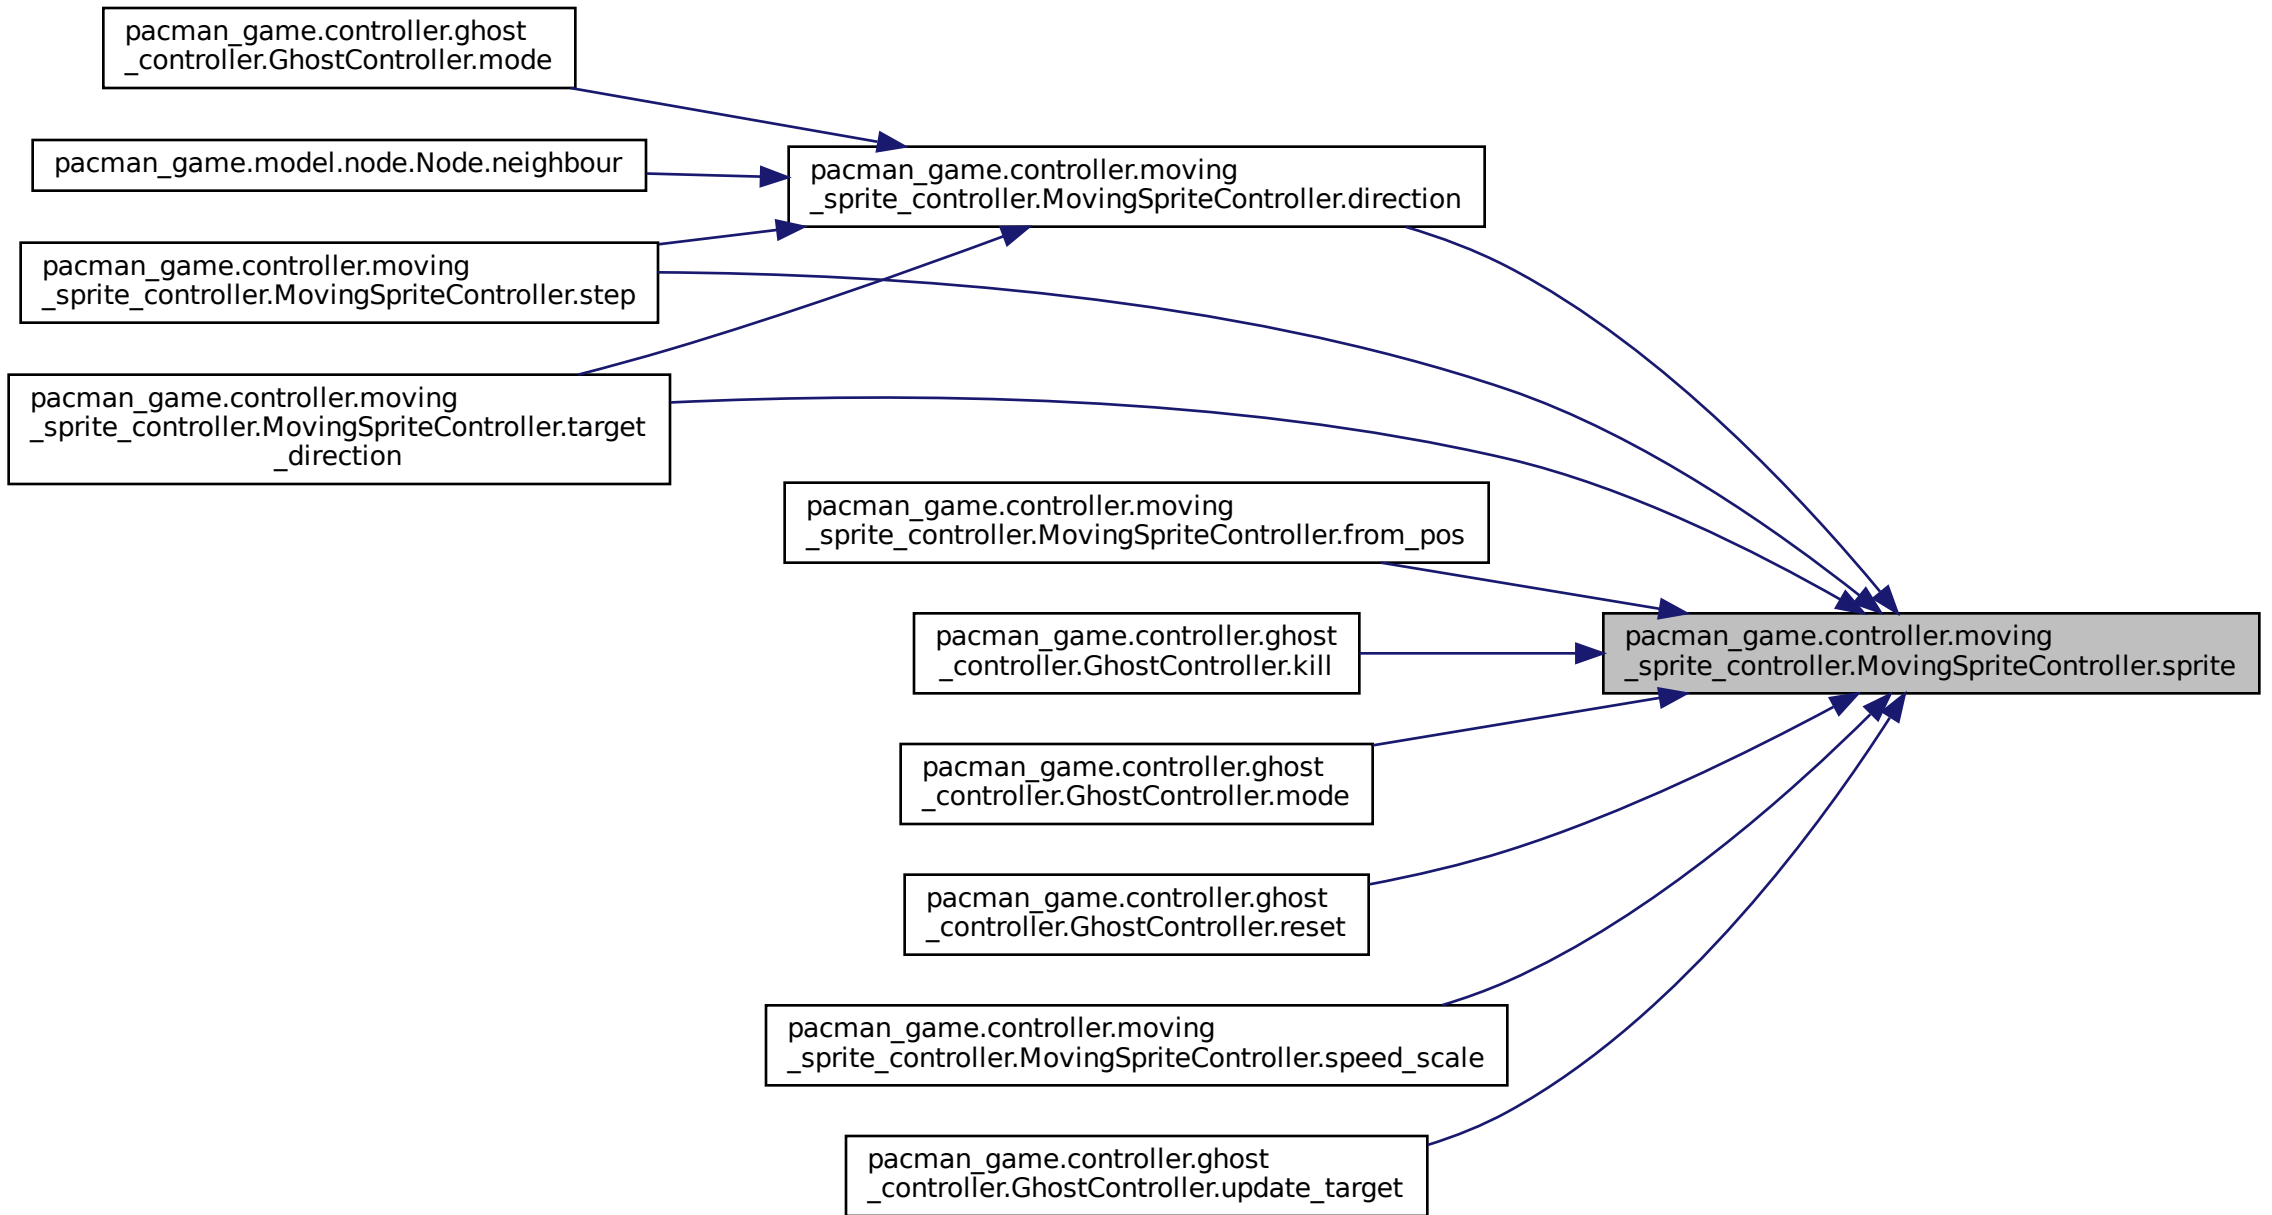 pacman_game.controller.ghost
_controller.GhostController.mode
pacman_game.model.node.Node.neighbour
pacman_game.controller.moving
_sprite_controller.MovingSpriteController.direction
pacman_game.controller.moving
_sprite_controller.MovingSpriteController.step
pacman_game.controller.moving
_sprite_controller.MovingSpriteController.target
_direction
pacman_game.controller.moving
_sprite_controller.MovingSpriteController.from_pos
pacman_game.controller.ghost
_controller.GhostController.kill
pacman_game.controller.moving
_sprite_controller.MovingSpriteController.sprite
pacman_game.controller.ghost
_controller.GhostController.mode
pacman_game.controller.ghost
_controller.GhostController.reset
pacman_game.controller.moving
_sprite_controller.MovingSpriteController.speed_scale
pacman_game.controller.ghost
_controller.GhostController.update_target